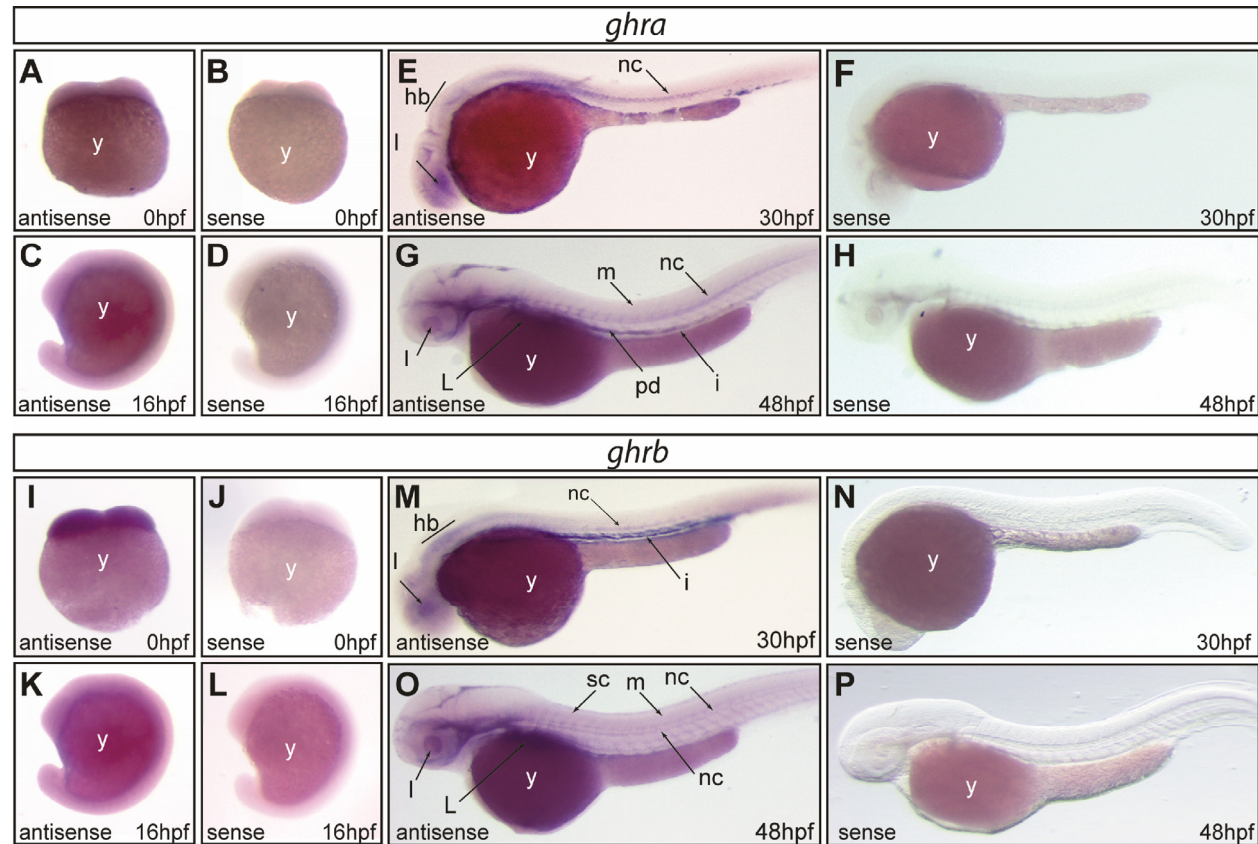 ghra
A
y
antisense 0hpf
B
y
sense 0hpf
E
hb
l
nc
y
antisense 30hpf
F
y
sense 30hpf
C
y
antisense 16hpf
D
y
sense 16hpf
G
m
nc
l
L
y
pd
i
antisense 48hpf
H
y
sense 48hpf
ghrb
I
y
antisense 0hpf
J
y
sense 0hpf
M
hb
nc
l
y
i
antisense 30hpf
N
y
sense 30hpf
K
y
antisense 16hpf
L
y
sense 16hpf
O
sc
m
nc
l
L
y
nc
antisense 48hpf
P
y
sense 48hpf